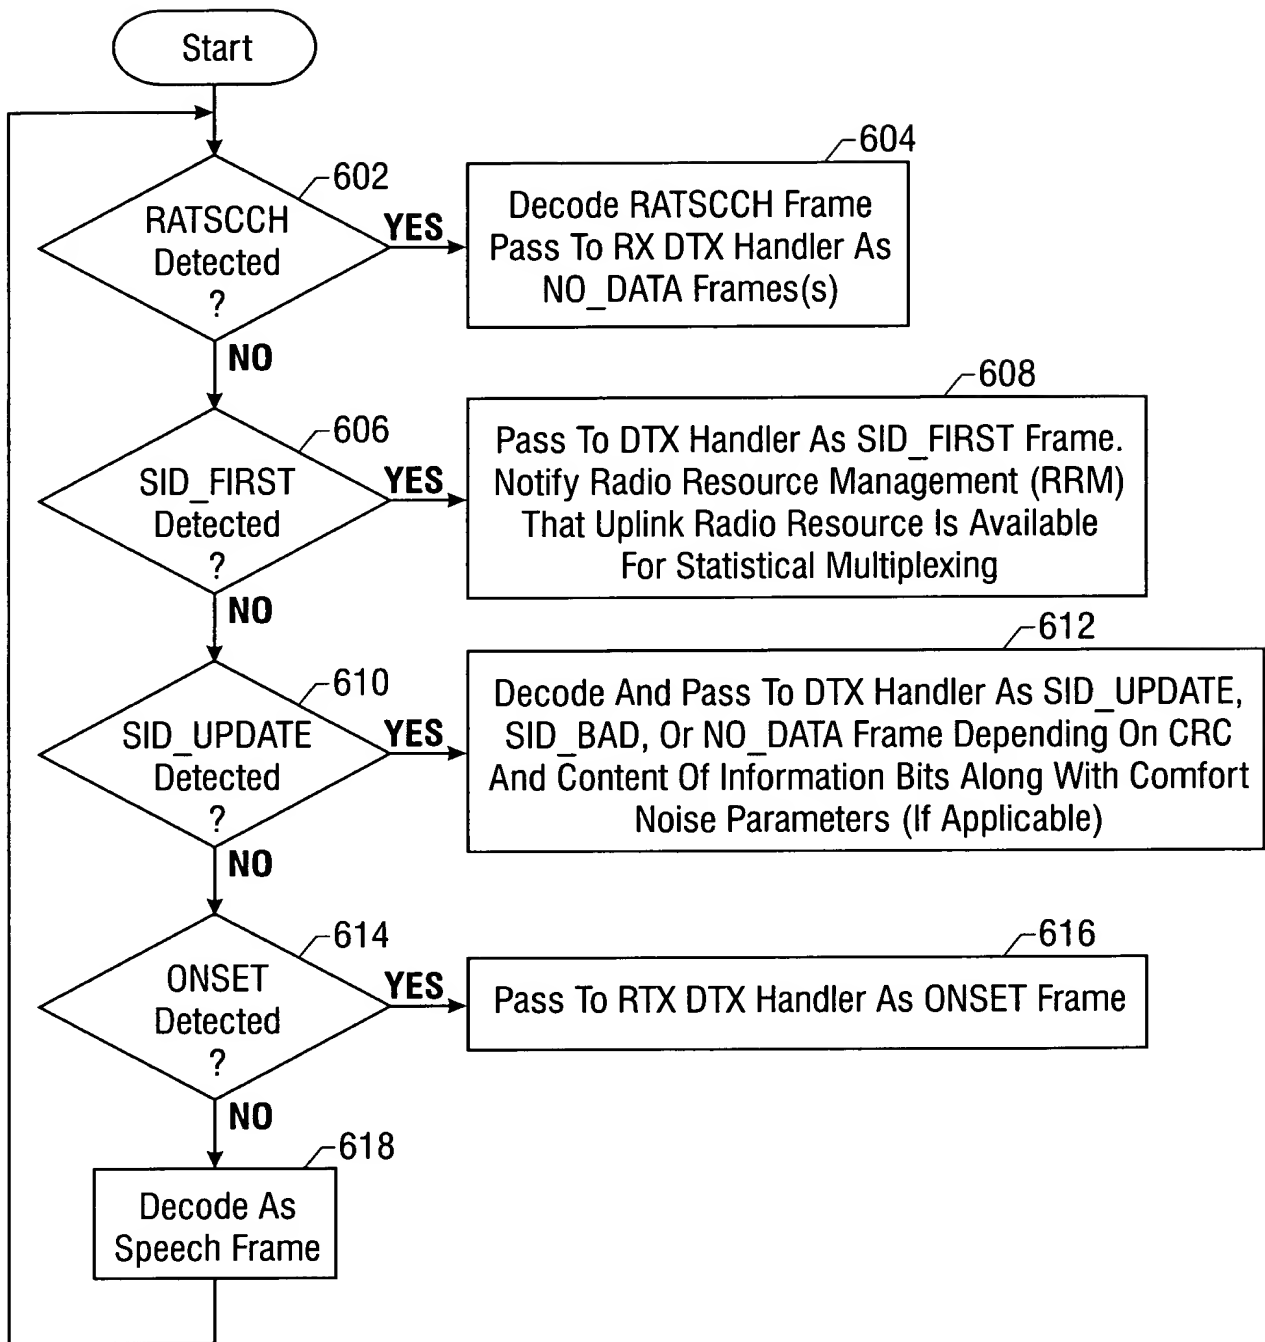 Start
602
RATSCCH
Detected
?
YES
604
Decode RATSCCH Frame
Pass To RX DTX Handler As
NO_DATA Frames(s)
NO
606
SID_FIRST
Detected
?
YES
608
Pass To DTX Handler As SID_FIRST Frame.
Notify Radio Resource Management (RRM)
That Uplink Radio Resource Is Available
For Statistical Multiplexing
NO
610
SID_UPDATE
Detected
?
YES
612
Decode And Pass To DTX Handler As SID_UPDATE,
SID_BAD, Or NO_DATA Frame Depending On CRC
And Content Of Information Bits Along With Comfort
Noise Parameters (If Applicable)
NO
614
ONSET
Detected
?
YES
616
Pass To RTX DTX Handler As ONSET Frame
NO
618
Decode As
Speech Frame